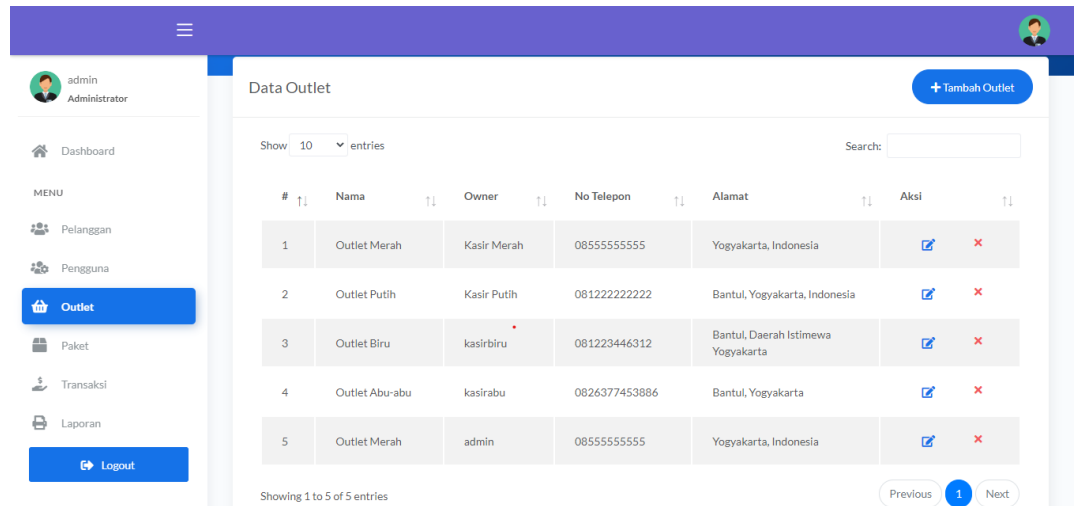 admin
Administrator
Dashboard
MENU
Pelanggan
Pengguna
Outlet
Paket
Transaksi
Laporan
Logout
Data Outlet
Tambah Outlet
Show 10 entries
Search:
# Nama Owner No Telepon Alamat Aksi
1 Outlet Merah Kasir Merah 08555555555 Yogyakarta, Indonesia
2 Outlet Putih Kasir Putih 081222222222 Bantul, Yogyakarta, Indonesia
3 Outlet Biru kasirbiru 081223446312 Bantul, Daerah Istimewa
Yogyakarta
4 Outlet Abu-abu kasirabu 0826377453886 Bantul, Yogyakarta
5 Outlet Merah admin 08555555555 Yogyakarta, Indonesia
Showing 1 to 5 of 5 entries
Previous 1 Next